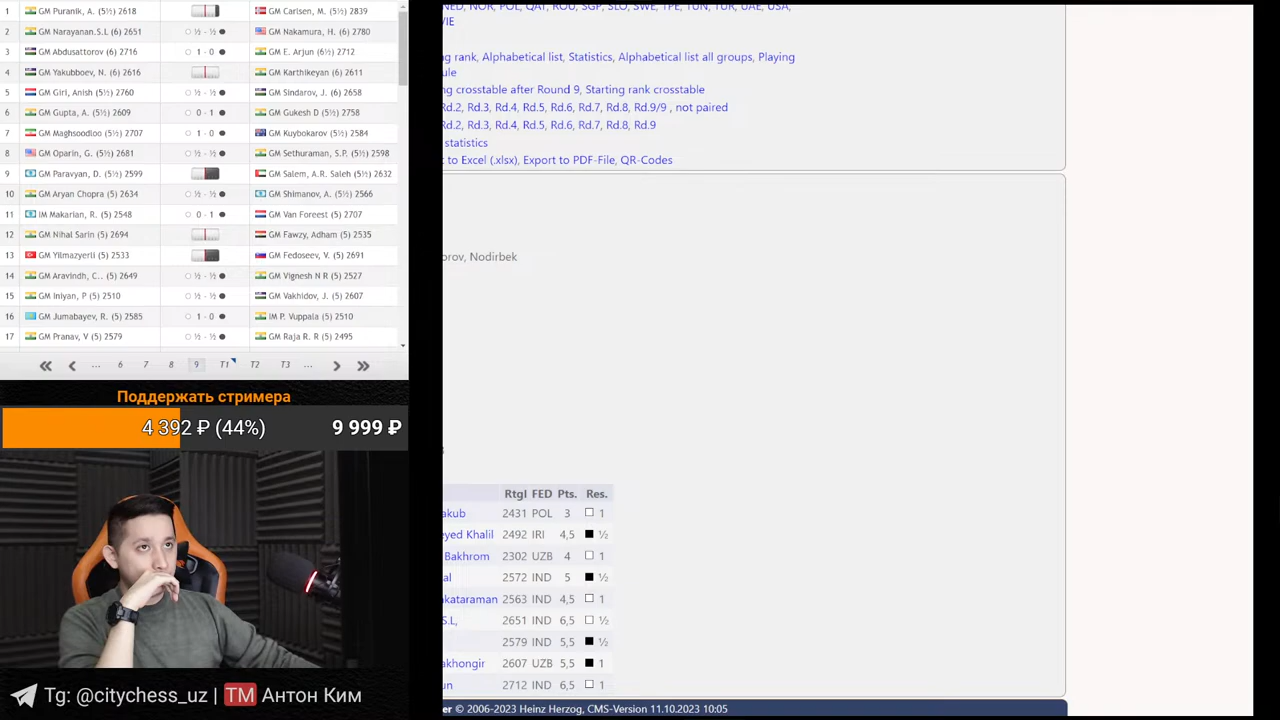 1 GM Puranik, A. (5½) 2618 GM Carlsen, M. (5½) 2839
2 GM Narayanan.S.L (6) 2651 ½ - ½ GM Nakamura, H. (6) 2780
3 GM Abdusattorov (6) 2716 1 - 0 GM E. Arjun (6½) 2712
4 GM Yakubboev, N. (6) 2616 GM Karthikeyan (6) 2611
5 GM Giri, Anish (5½) 2760 ½ - ½ GM Sindarov, J. (6) 2658
6 GM Gupta, A. (5½) 2609 0 - 1 GM Gukesh D (5½) 2758
7 GM Maghsoodloo (5½) 2707 1 - 0 GM Kuybokarov (5½) 2584
8 GM Oparin, G. (5½) 2681 ½ - ½ GM Sethuraman, S.P. (5½) 2598
9 GM Paravyan, D. (5½) 2599 GM Salem, A.R. Saleh (5½) 2632
10 GM Aryan Chopra (5) 2634 ½ - ½ GM Shimanov, A. (5½) 2566
11 IM Makarian, R. (5) 2548 0 - 1 GM Van Foreest (5) 2707
12 GM Nihal Sarin (5) 2694 GM Fawzy, Adham (5) 2535
13 GM Yilmazyerli (5) 2533 GM Fedoseev, V. (5) 2691
14 GM Aravindh, C.. (5) 2649 ½ - ½ GM Vignesh N R (5) 2527
15 GM Iniyan, P (5) 2510 ½ - ½ GM Vakhidov, J. (5) 2607
16 GM Jumabayev, R. (5) 2585 1 - 0 IM P. Vuppala (5) 2510
17 GM Pranav, V (5) 2579 ½ - ½ GM Raja R. R (5) 2495
... 6 7 8 9 T1 T2 T3 ...
Поддержать стримера
4 392 ₽ (44%) 9 999 ₽
Tg: @citychess_uz | TM Антон Ким
NED, NOR, POL, QAT, ROU, SGP, SLO, SWE, TPE, TUN, TUR, UAE, USA,
VIE
ng rank, Alphabetical list, Statistics, Alphabetical list all groups, Playing
ule
ng crosstable after Round 9, Starting rank crosstable
Rd.2, Rd.3, Rd.4, Rd.5, Rd.6, Rd.7, Rd.8, Rd.9/9 , not paired
Rd.2, Rd.3, Rd.4, Rd.5, Rd.6, Rd.7, Rd.8, Rd.9
statistics
t to Excel (.xlsx), Export to PDF-File, QR-Codes
orov, Nodirbek
RtgI FED Pts. Res.
akub 2431 POL 3 1
eyed Khalil 2492 IRI 4,5 ½
Bakhrom 2302 UZB 4 1
al 2572 IND 5 ½
kataraman 2563 IND 4,5 1
S.L, 2651 IND 6,5 ½
2579 IND 5,5 ½
akhongir 2607 UZB 5,5 1
un 2712 IND 6,5 1
er © 2006-2023 Heinz Herzog, CMS-Version 11.10.2023 10:05